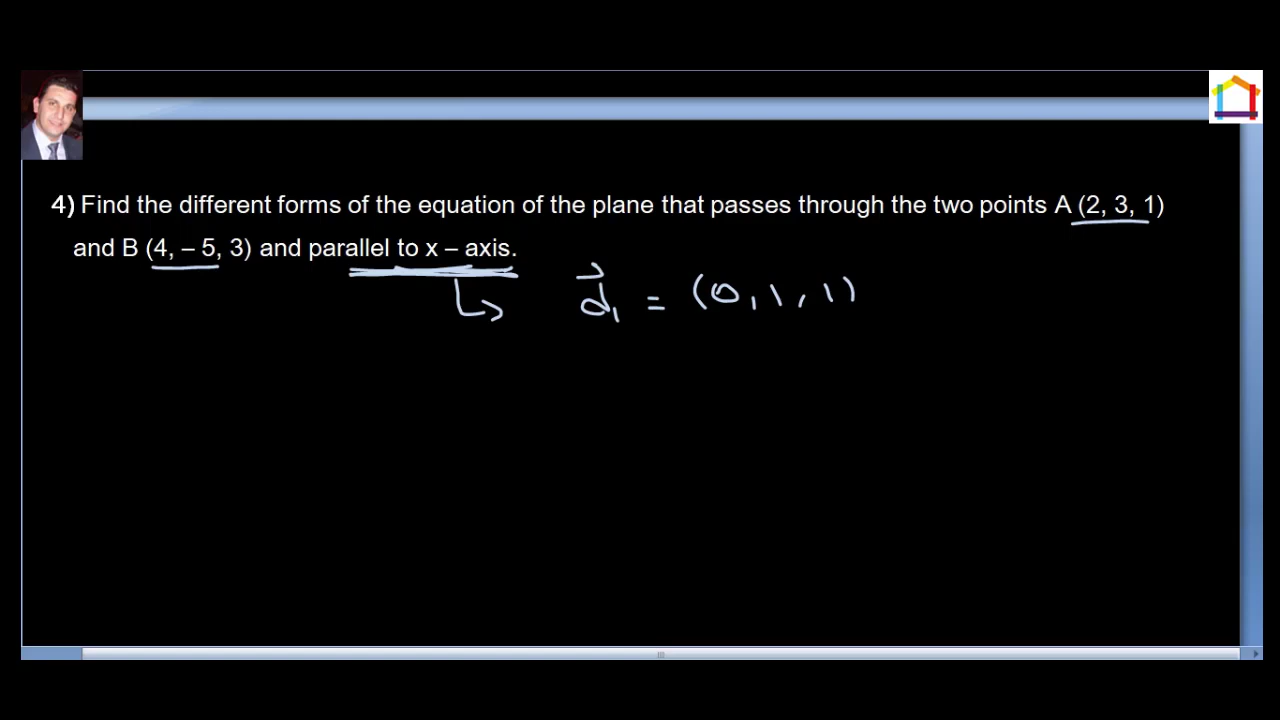 4) Find the different forms of the equation of the plane that passes through the two points A (2, 3, 1)
and B (4, – 5, 3) and parallel to x – axis.
↳ d⃗₁ = (0, 1, 1)